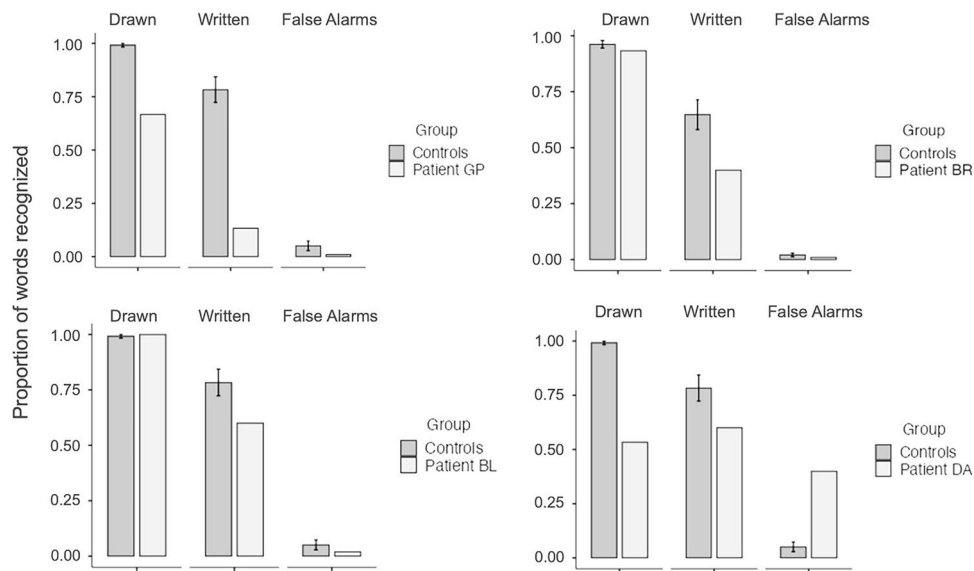 Proportion of words recognized
Drawn Written False Alarms
1.00
0.75
0.50
0.25
0.00
Group
Controls
Patient GP
Drawn Written False Alarms
1.00
0.75
0.50
0.25
0.00
Group
Controls
Patient BR
Drawn Written False Alarms
1.00
0.75
0.50
0.25
0.00
Group
Controls
Patient BL
Drawn Written False Alarms
1.00
0.75
0.50
0.25
0.00
Group
Controls
Patient DA